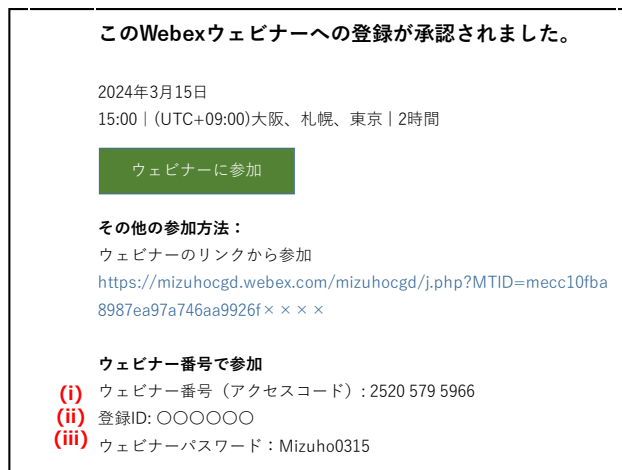 このWebexウェビナーへの登録が承認されました。
2024年3月15日
15:00 | (UTC+09:00)大阪、札幌、東京 | 2時間
ウェビナーに参加
その他の参加方法：
ウェビナーのリンクから参加
https://mizuhocgd.webex.com/mizuhocgd/j.php?MTID=mecc10fba
8987ea97a746aa9926f××××
ウェビナー番号で参加
(i) ウェビナー番号（アクセスコード）: 2520 579 5966
(ii) 登録ID: 〇〇〇〇〇〇
(iii) ウェビナーパスワード：Mizuho0315